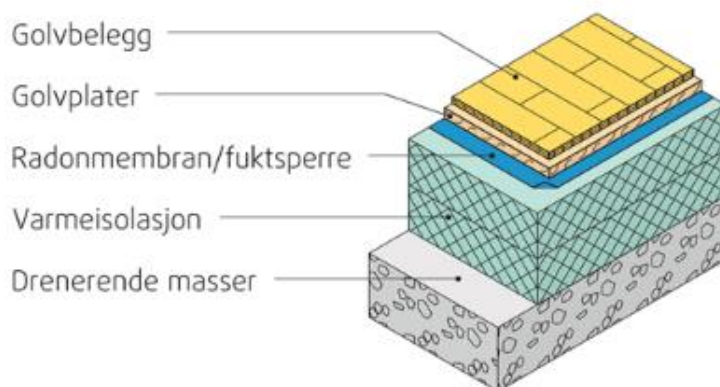 Golvbelegg
Golvplater
Radonmembran/fuktsperre
Varmeisolasjon
Drenerende masser